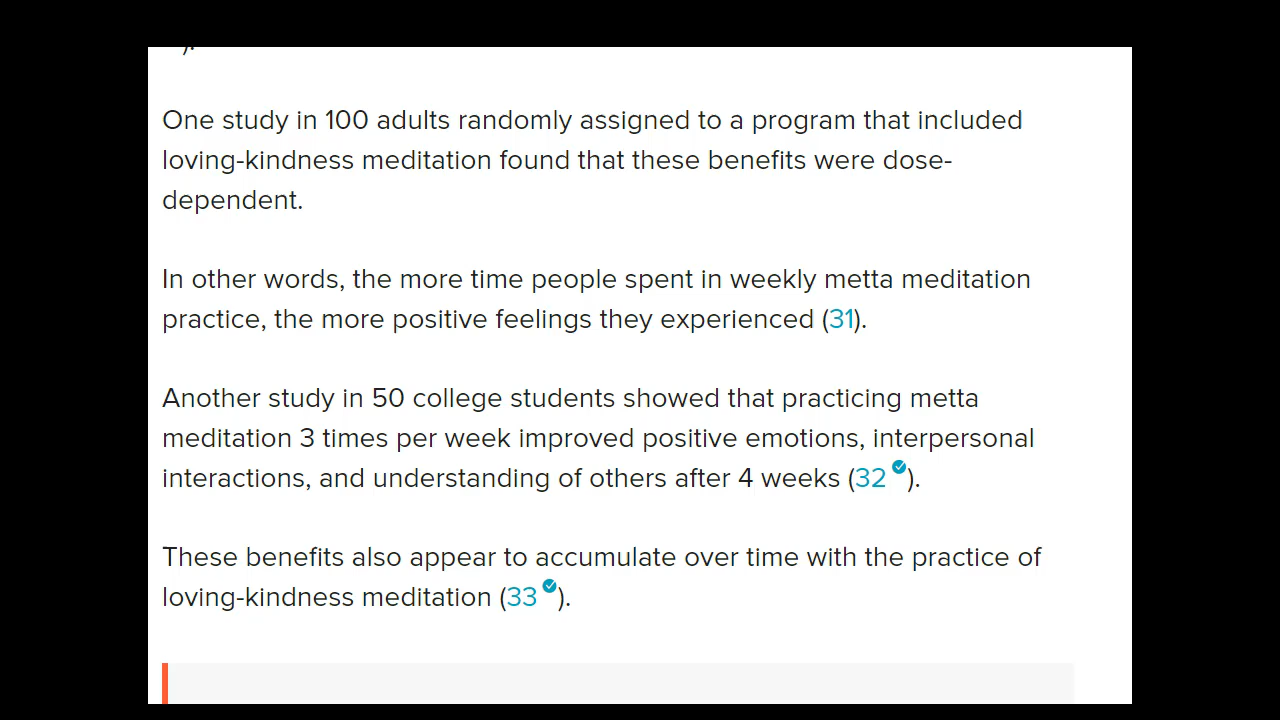 ).
One study in 100 adults randomly assigned to a program that included
loving-kindness meditation found that these benefits were dose-
dependent.
In other words, the more time people spent in weekly metta meditation
practice, the more positive feelings they experienced (31).
Another study in 50 college students showed that practicing metta
meditation 3 times per week improved positive emotions, interpersonal
interactions, and understanding of others after 4 weeks (32).
These benefits also appear to accumulate over time with the practice of
loving-kindness meditation (33).